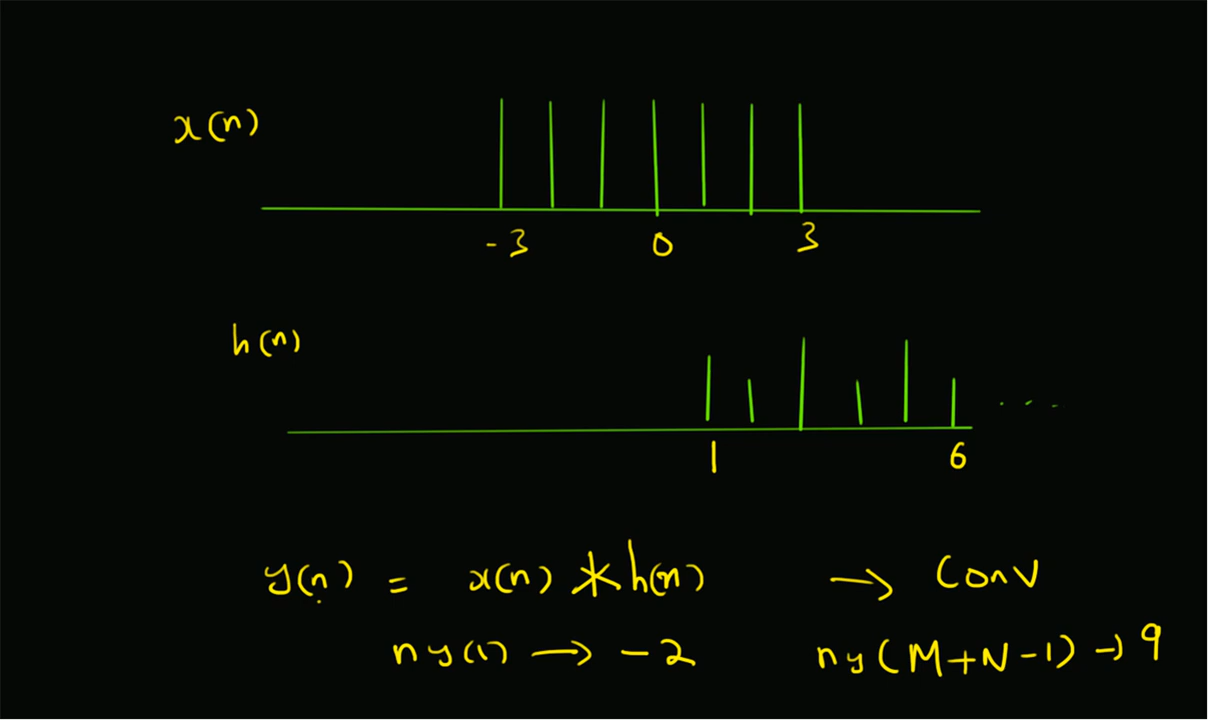 x(n)
-3 0 3
h(n)
. . .
1 6
y(n) = x(n) * h(n) → Conv
ny(1) → -2 ny(M+N-1) → 9